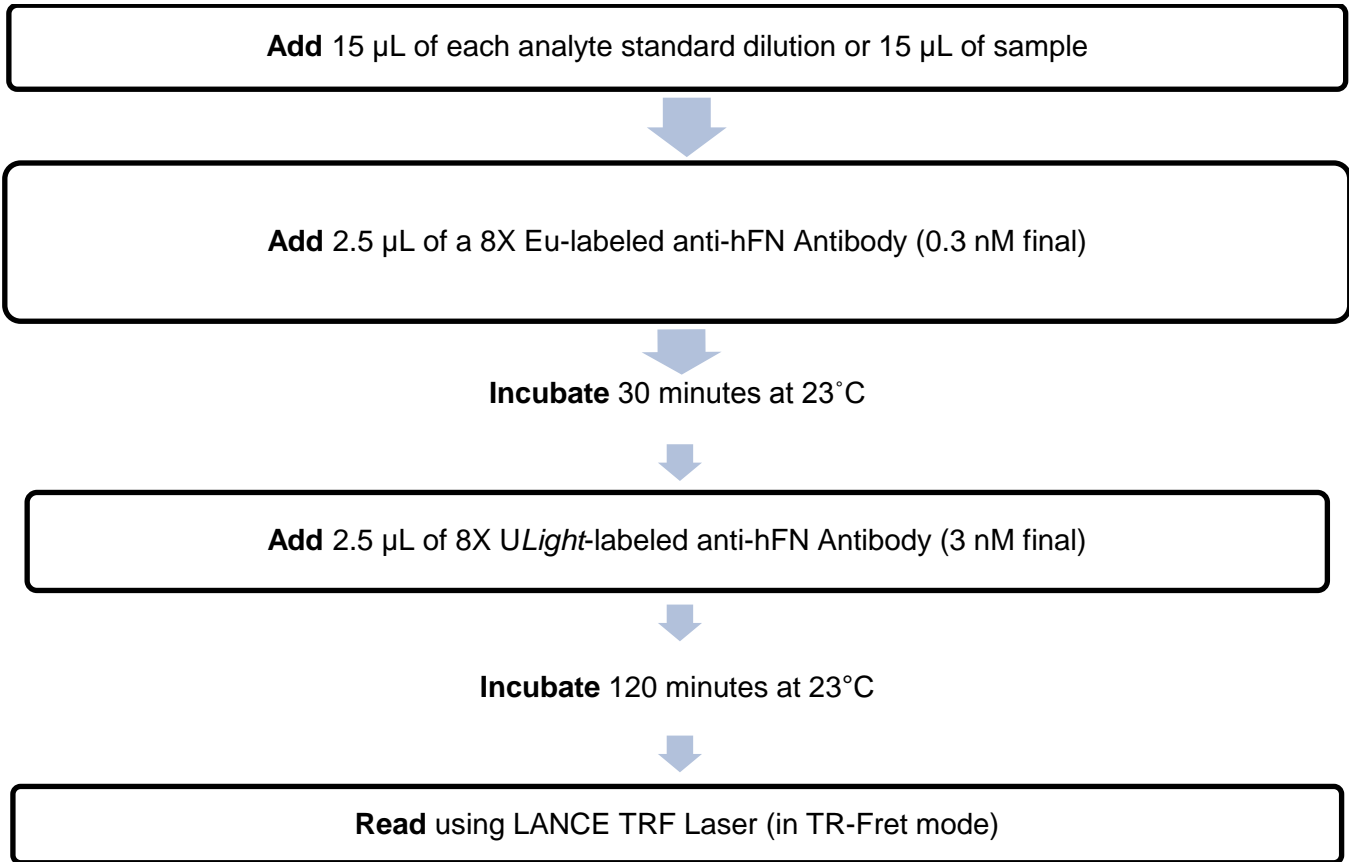 Add 15 µL of each analyte standard dilution or 15 µL of sample
Add 2.5 µL of a 8X Eu-labeled anti-hFN Antibody (0.3 nM final)
Incubate 30 minutes at 23˚C
Add 2.5 µL of 8X ULight-labeled anti-hFN Antibody (3 nM final)
Incubate 120 minutes at 23°C
Read using LANCE TRF Laser (in TR-Fret mode)